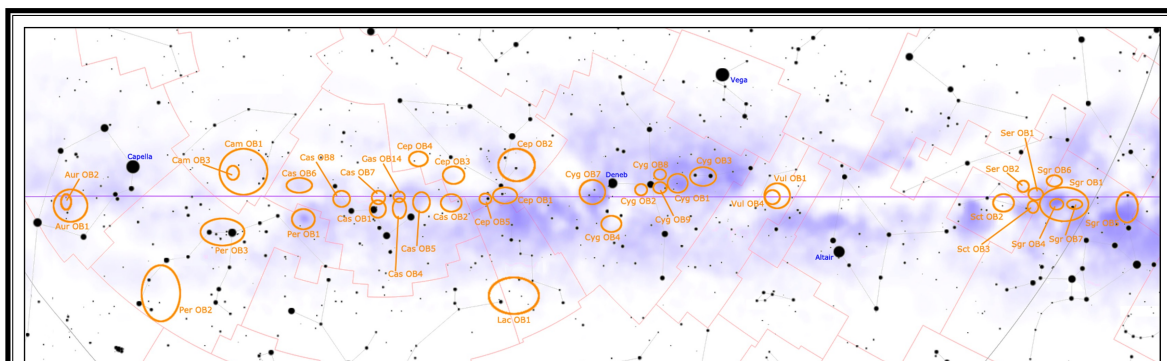 Vega
Ser OB1
Cam OB1
Cas OB8
Gas OB14
Cep OB4
Cep OB2
Capella
Cam OB3
Cas OB7
Cep OB3
Cyg OB8
Cyg OB3
Ser OB2
Sgr OB6
Aur OB2
Cas OB6
Cyg OB7
Deneb
Vul OB1
Sgr OB1
Cyg OB2
Cyg OB1
Cep OB1
Vul OB4
Aur OB1
Per OB1
Cas OB1
Cas OB2
Cep OB5
Cyg OB9
Sct OB2
Sgr OB
Cyg OB4
Per OB3
Cas OB5
Altair
Sct OB3
Sgr OB4
Sgr OB7
Cas OB4
Per OB2
Lac OB1